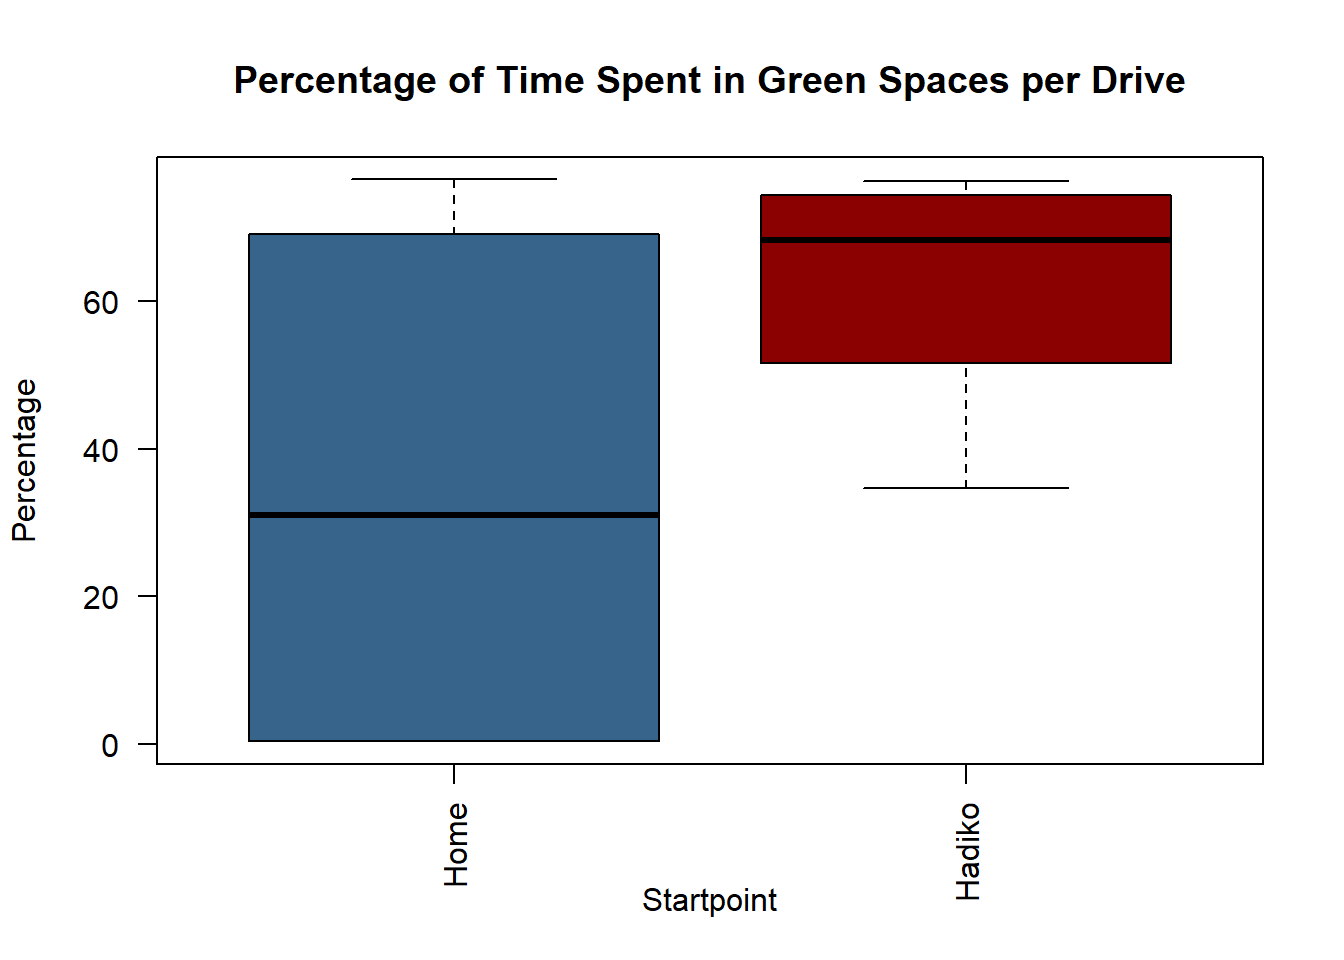 Percentage of Time Spent in Green Spaces per Drive
Percentage
60
40
20
0
Home
Hadiko
Startpoint